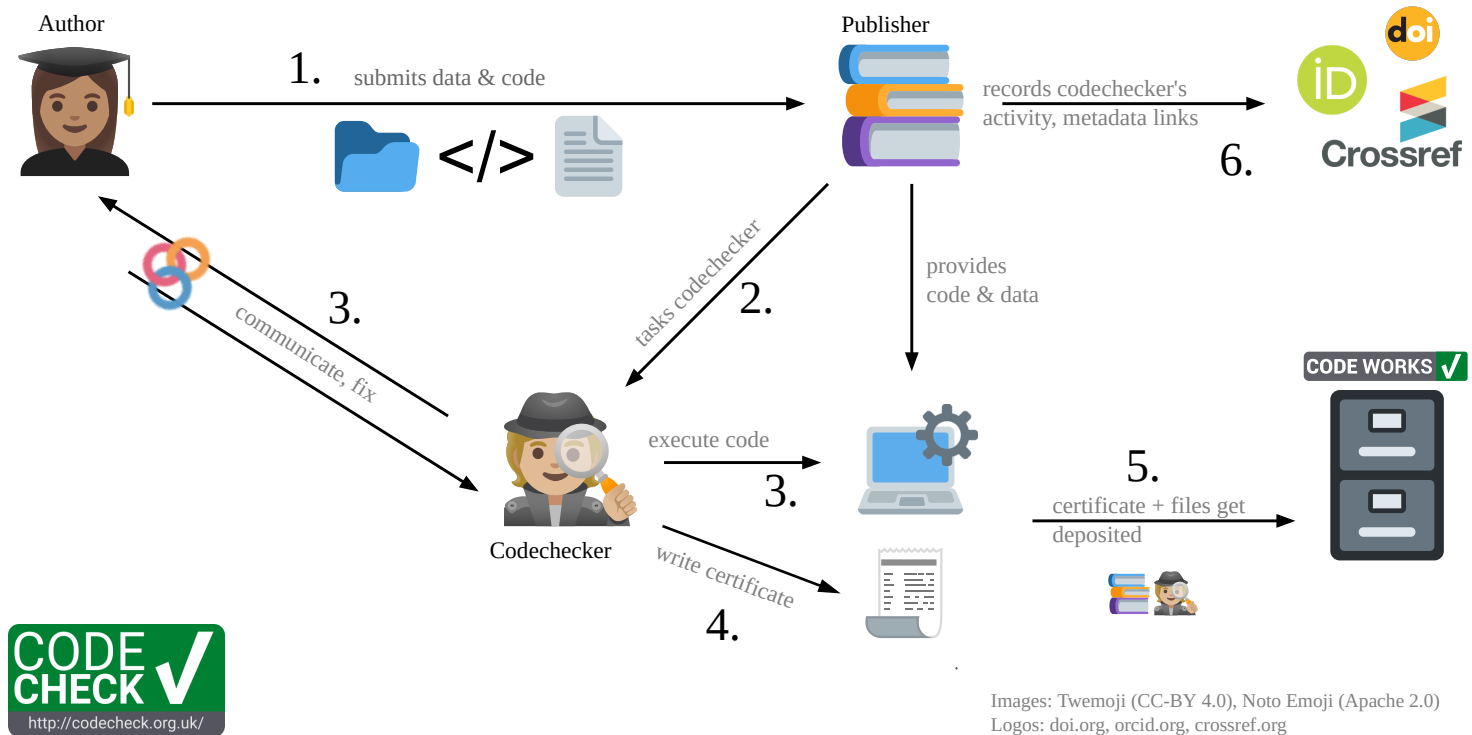 Author
Publisher
1.
submits data & code
</>
records codechecker's
activity, metadata links
6.
iD
doi
Crossref
tasks codechecker
2.
provides
code & data
3.
communicate, fix
CODE WORKS
execute code
3.
Codechecker
write certificate
4.
5.
certificate + files get
deposited
CODE
CHECK
http://codecheck.org.uk/
.
Images: Twemoji (CC-BY 4.0), Noto Emoji (Apache 2.0)
Logos: doi.org, orcid.org, crossref.org